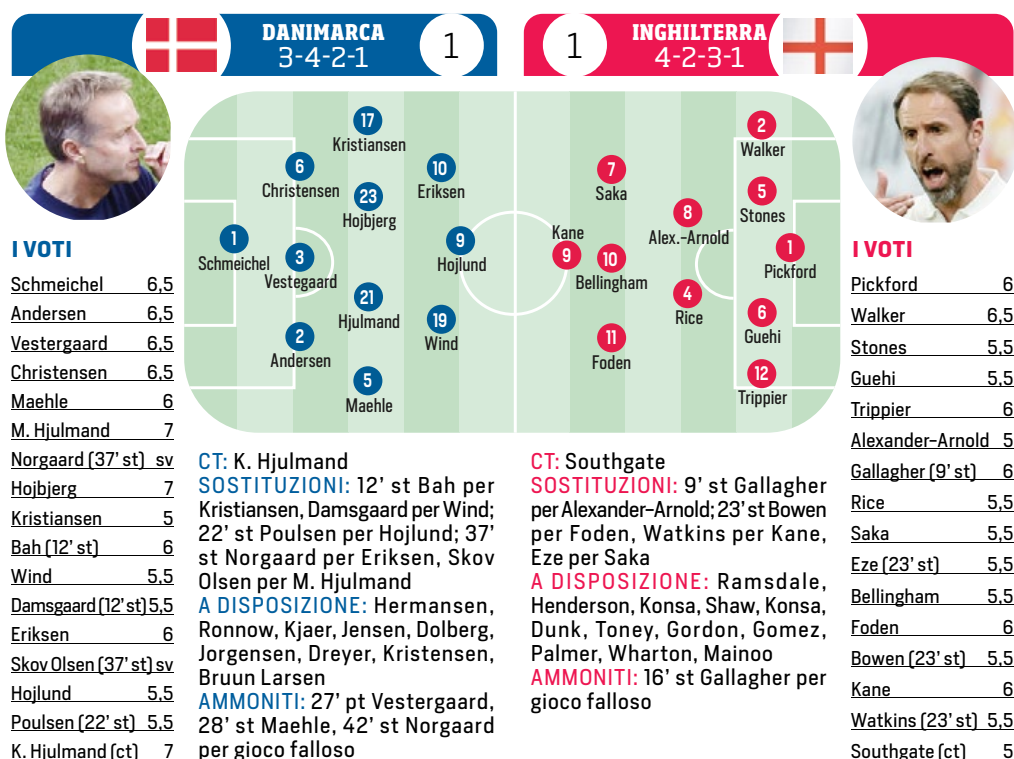 DANIMARCA
3-4-2-1
1
1
INGHILTERRA
4-2-3-1
17
Kristiansen
6
Christensen
10
Eriksen
23
Hojbjerg
1
Schmeichel
9
Hojlund
3
Vestegaard
21
Hjulmand
19
Wind
2
Andersen
5
Maehle
2
Walker
7
Saka
5
Stones
8
Alex.-Arnold
Kane
9
10
Bellingham
1
Pickford
4
Rice
6
Guehi
11
Foden
12
Trippier
I VOTI
Schmeichel 6,5
Andersen 6,5
Vestergaard 6,5
Christensen 6,5
Maehle 6
M. Hjulmand 7
Norgaard (37' st) sv
Hojbjerg 7
Kristiansen 5
Bah (12' st) 6
Wind 5,5
Damsgaard (12' st) 5,5
Eriksen 6
Skov Olsen (37' st) sv
Hojlund 5,5
Poulsen (22' st) 5,5
K. Hjulmand (ct) 7
CT: K. Hjulmand
SOSTITUZIONI: 12' st Bah per
Kristiansen, Damsgaard per Wind;
22' st Poulsen per Hojlund; 37'
st Norgaard per Eriksen, Skov
Olsen per M. Hjulmand
A DISPOSIZIONE: Hermansen,
Ronnow, Kjaer, Jensen, Dolberg,
Jorgensen, Dreyer, Kristensen,
Bruun Larsen
AMMONITI: 27' pt Vestergaard,
28' st Maehle, 42' st Norgaard
per gioco falloso
CT: Southgate
SOSTITUZIONI: 9' st Gallagher
per Alexander-Arnold; 23' st Bowen
per Foden, Watkins per Kane,
Eze per Saka
A DISPOSIZIONE: Ramsdale,
Henderson, Konsa, Shaw, Konsa,
Dunk, Toney, Gordon, Gomez,
Palmer, Wharton, Mainoo
AMMONITI: 16' st Gallagher per
gioco falloso
I VOTI
Pickford 6
Walker 6,5
Stones 5,5
Guehi 5,5
Trippier 6
Alexander-Arnold 5
Gallagher (9' st) 6
Rice 5,5
Saka 5,5
Eze (23' st) 5,5
Bellingham 5,5
Foden 6
Bowen (23' st) 5,5
Kane 6
Watkins (23' st) 5,5
Southgate (ct) 5